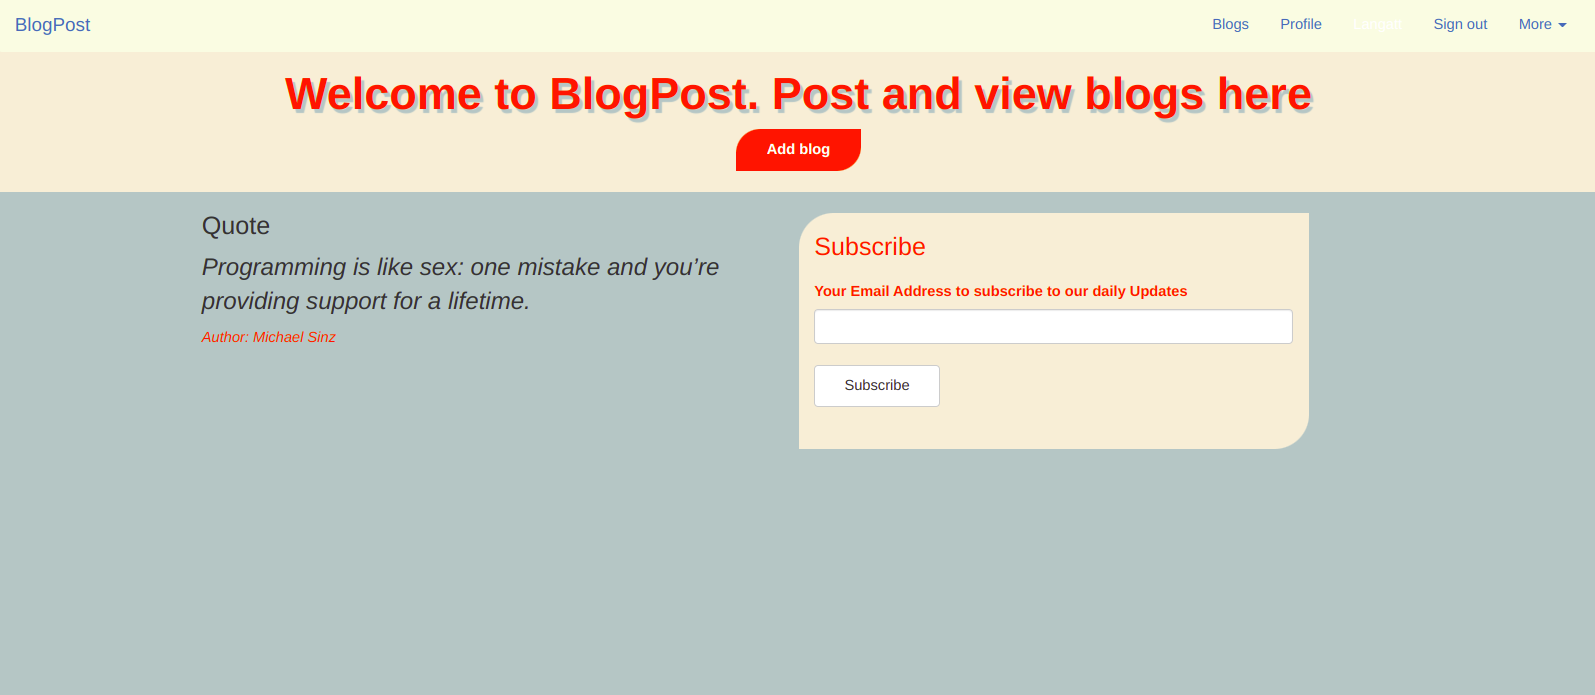 BlogPost
Blogs Profile Langat Sign out More
Welcome to BlogPost. Post and view blogs here
Add blog
Quote
Programming is like sex: one mistake and you’re
providing support for a lifetime.
Author: Michael Sinz
Subscribe
Your Email Address to subscribe to our daily Updates
Subscribe